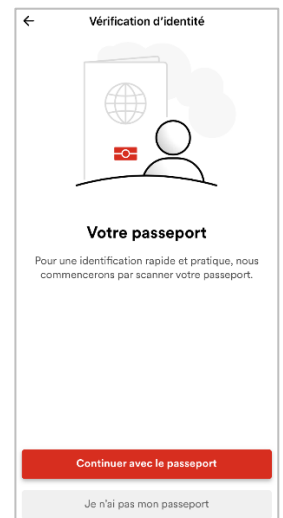 Vérification d'identité
Votre passeport
Pour une identification rapide et pratique, nous
commencerons par scanner votre passeport.
Continuer avec le passeport
Je n'ai pas mon passeport